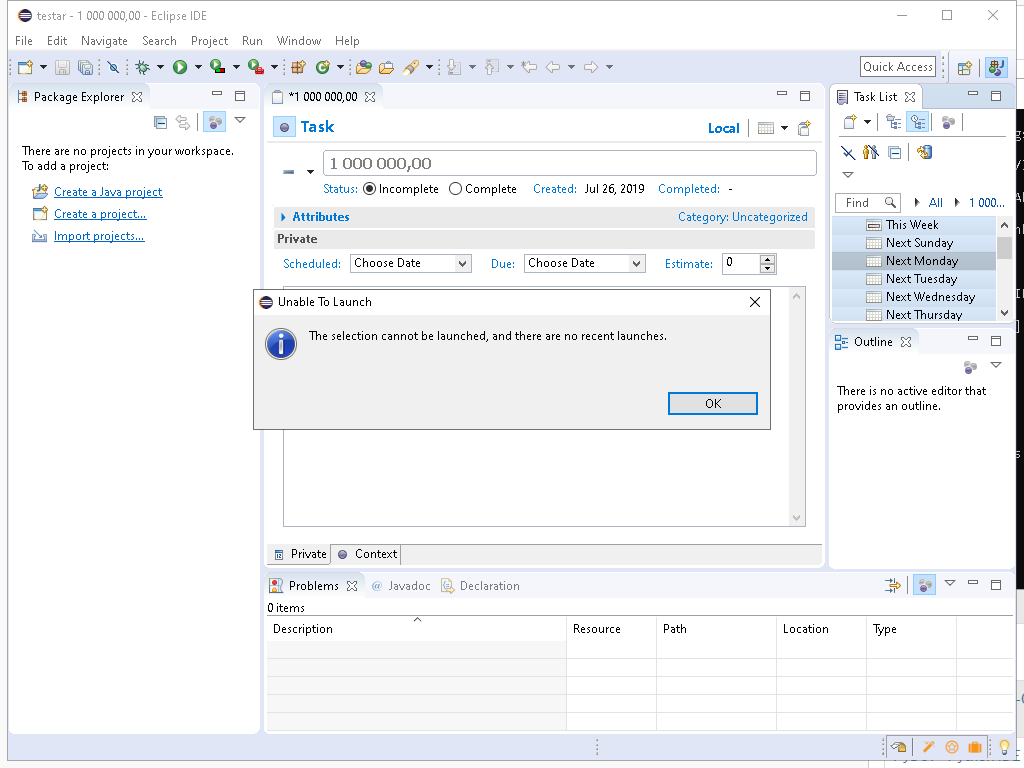 testar - 1 000 000,00 - Eclipse IDE
File Edit Navigate Search Project Run Window Help
Quick Access
Package Explorer
There are no projects in your workspace.
To add a project:
Create a Java project
Create a project...
Import projects...
*1 000 000,00
Task
Local
1 000 000,00
Status: Incomplete Complete Created: Jul 26, 2019 Completed: -
Attributes Category: Uncategorized
Private
Scheduled: Choose Date Due: Choose Date Estimate: 0
Unable To Launch
The selection cannot be launched, and there are no recent launches.
OK
Private Context
Task List
Find All 1 000...
This Week
Next Sunday
Next Monday
Next Tuesday
Next Wednesday
Next Thursday
Outline
There is no active editor that
provides an outline.
Problems @ Javadoc Declaration
0 items
Description Resource Path Location Type